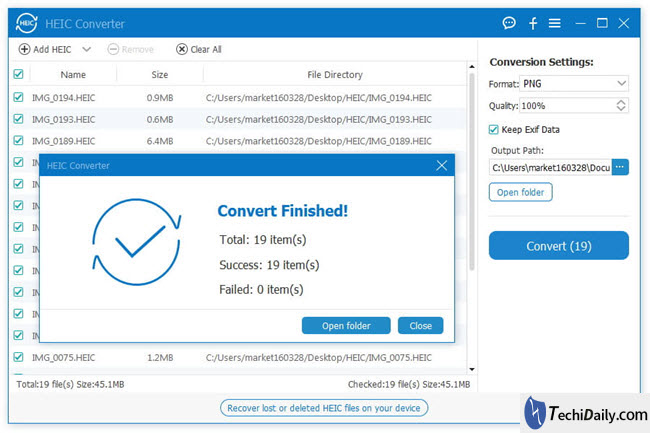 HEIC HEIC Converter
Add HEIC Remove Clear All
Name Size File Directory
IMG_0194.HEIC 0.9MB C:/Users/market160328/Desktop/HEIC/IMG_0194.HEIC
IMG_0193.HEIC 0.6MB C:/Users/market160328/Desktop/HEIC/IMG_0193.HEIC
IMG_0189.HEIC 6.4MB C:/Users/market160328/Desktop/HEIC/IMG_0189.HEIC
HEIC Converter
Convert Finished!
Total: 19 item(s)
Success: 19 item(s)
Failed: 0 item(s)
Open folder Close
IMG_0075.HEIC 1.2MB C:/Users/market160328/Desktop/HEIC/IMG_0075.HEIC
Total:19 file(s) Size:45.1MB Checked:19 file(s) Size:45.1MB
Conversion Settings:
Format: PNG
Quality: 100%
Keep Exif Data
Output Path:
C:\Users\market160328\Docu ...
Open folder
Convert (19)
Recover lost or deleted HEIC files on your device
TechiDaily.com